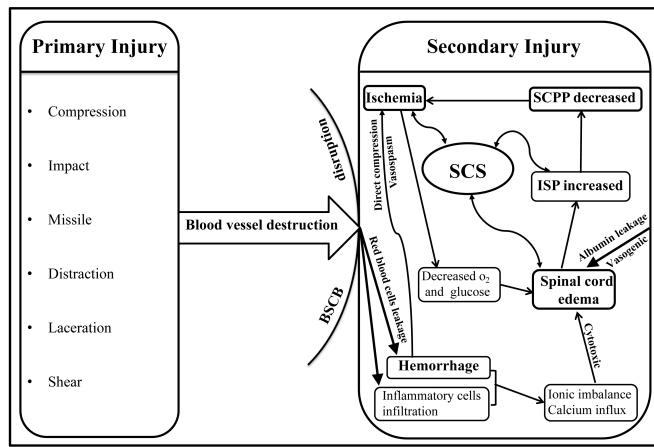 Primary Injury
• Compression
• Impact
• Missile
• Distraction
• Laceration
• Shear
Blood vessel destruction
disruption
BSCB
Secondary Injury
Ischemia
SCPP decreased
Direct compression
Vasospasm
SCS
ISP increased
Albumin leakage
Vasogenic
Red blood cells leakage
Decreased o₂
and glucose
Spinal cord
edema
Cytotoxic
Hemorrhage
Inflammatory cells
infiltration
Ionic imbalance
Calcium influx